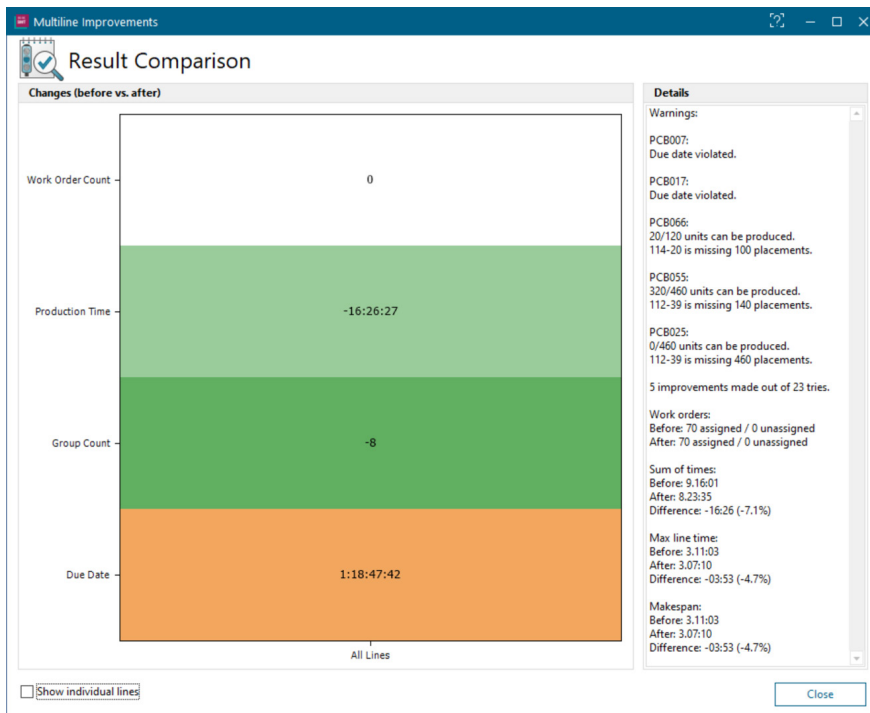 Multiline Improvements
Result Comparison
Changes (before vs. after)
Work Order Count
0
Production Time
-16:26:27
Group Count
-8
Due Date
1:18:47:42
All Lines
Show individual lines
Details
Warnings:
PCB007:
Due date violated.
PCB017:
Due date violated.
PCB066:
20/120 units can be produced.
114-20 is missing 100 placements.
PCB055:
320/460 units can be produced.
112-39 is missing 140 placements.
PCB025:
0/460 units can be produced.
112-39 is missing 460 placements.
5 improvements made out of 23 tries.
Work orders:
Before: 70 assigned / 0 unassigned
After: 70 assigned / 0 unassigned
Sum of times:
Before: 9.16:01
After: 8.23:35
Difference: -16:26 (-7.1%)
Max line time:
Before: 3.11:03
After: 3.07:10
Difference: -03:53 (-4.7%)
Makespan:
Before: 3.11:03
After: 3.07:10
Difference: -03:53 (-4.7%)
Close